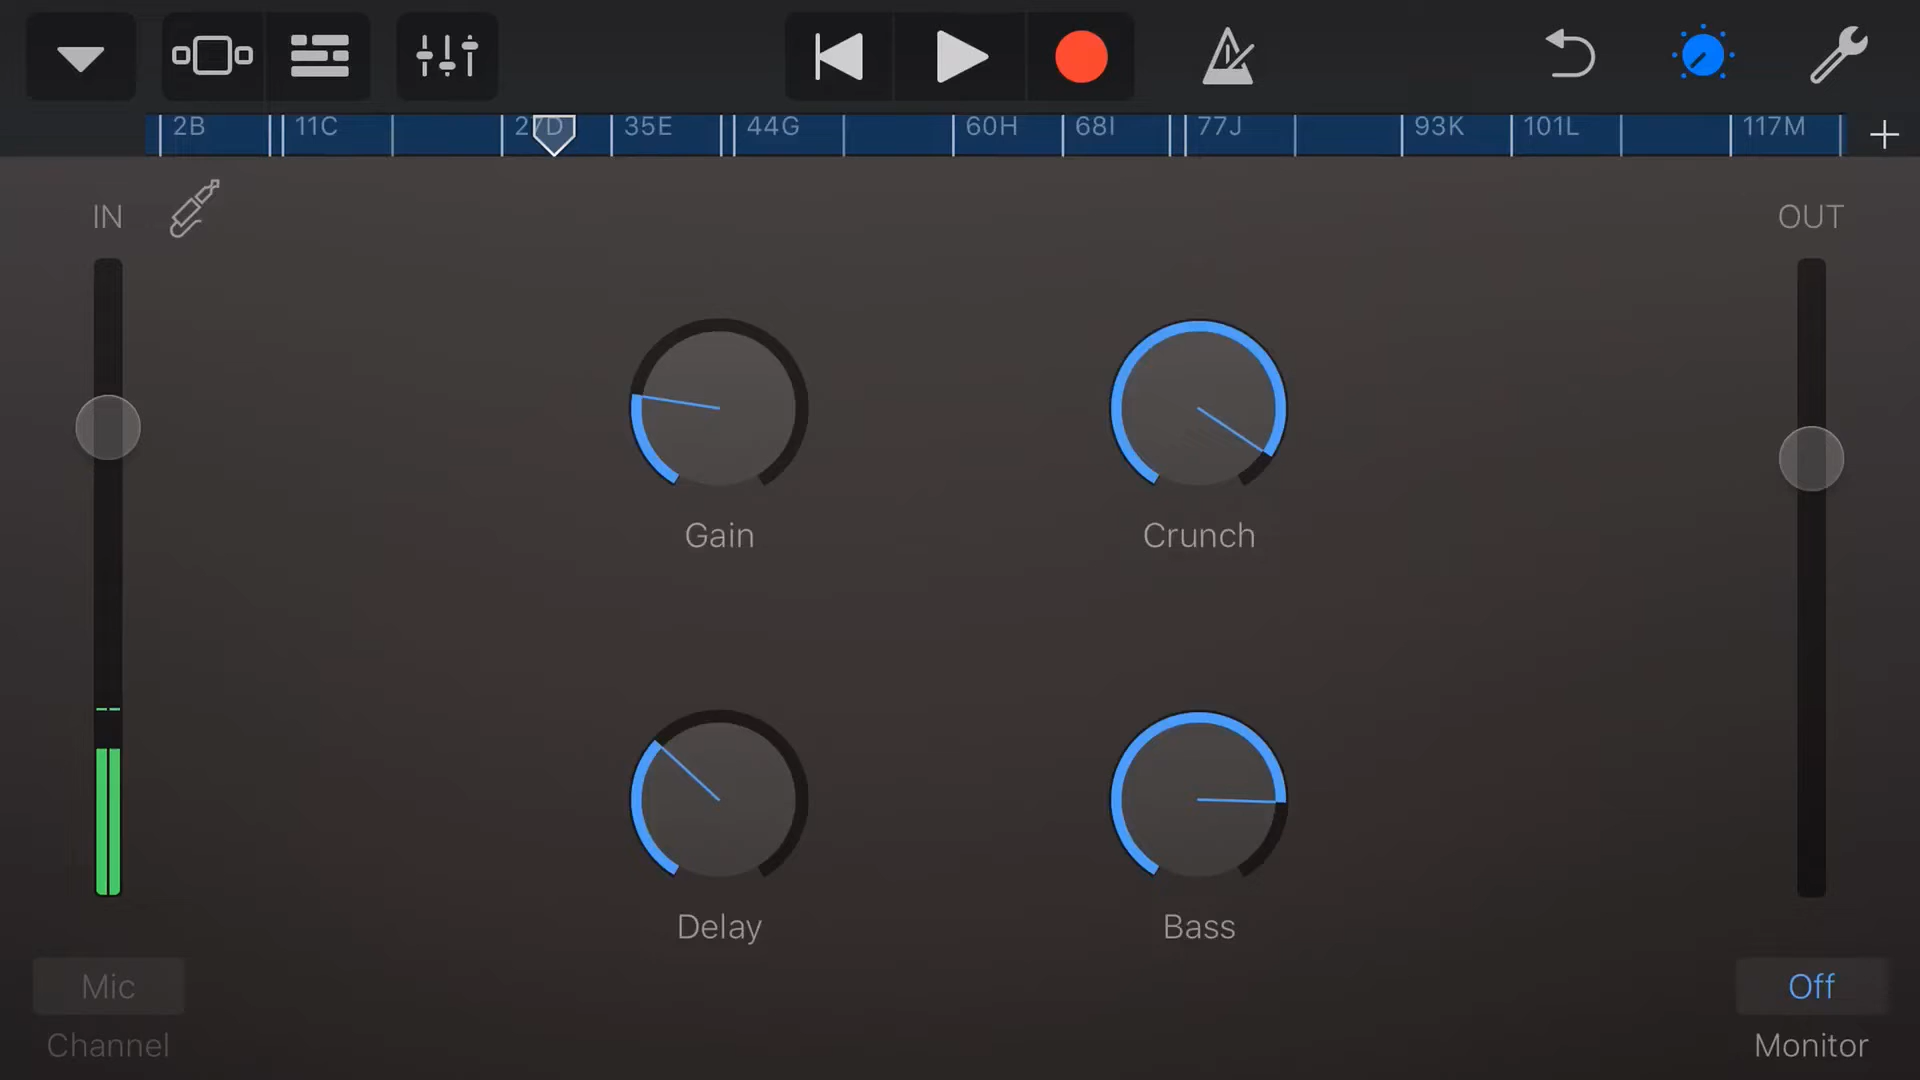 2B 11C 27D 35E 44G 60H 68I 77J 93K 101L 117M
IN OUT
Gain Crunch
Delay Bass
Mic Off
Channel Monitor